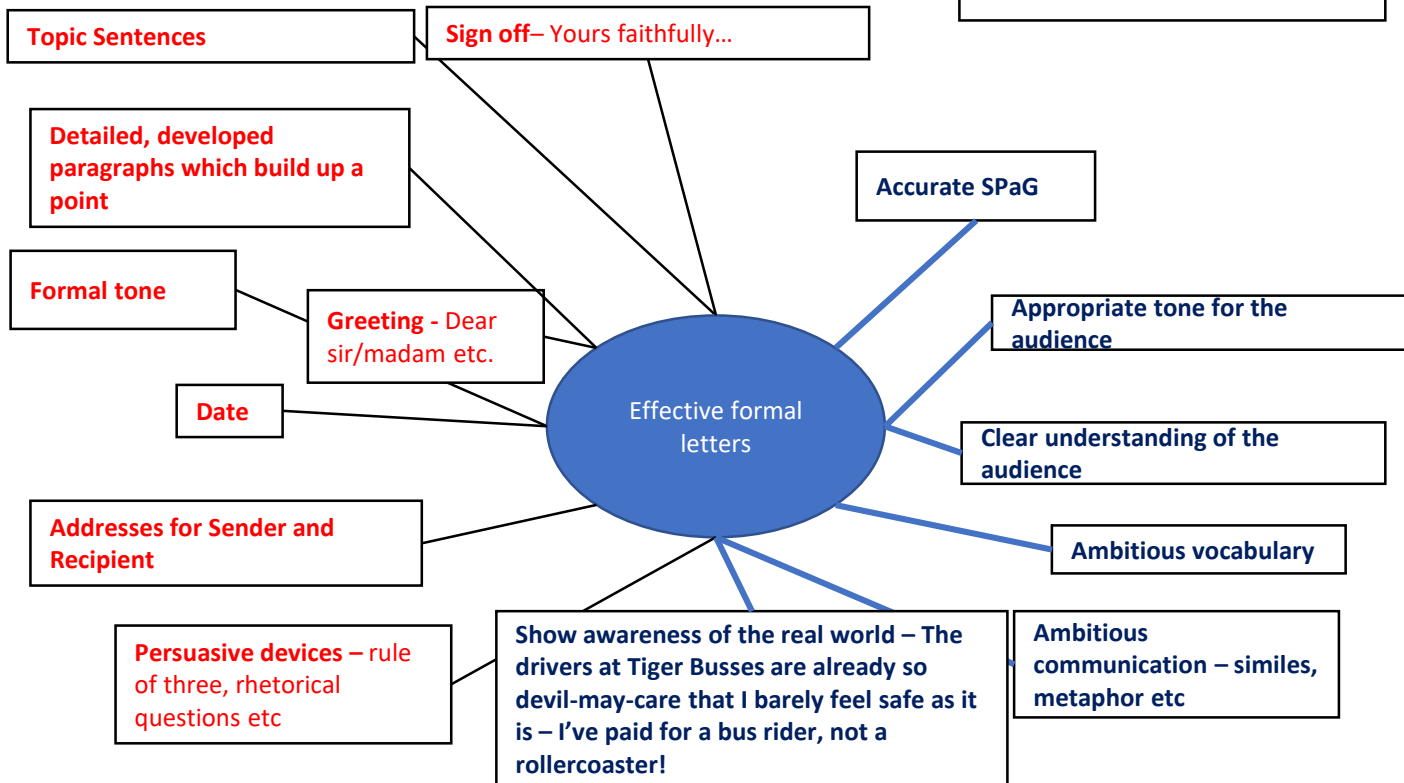 Topic Sentences
Sign off– Yours faithfully…
Detailed, developed
paragraphs which build up a
point
Accurate SPaG
Formal tone
Greeting - Dear
sir/madam etc.
Appropriate tone for the
audience
Date
Effective formal
letters
Clear understanding of the
audience
Addresses for Sender and
Recipient
Ambitious vocabulary
Persuasive devices – rule
of three, rhetorical
questions etc
Show awareness of the real world – The
drivers at Tiger Busses are already so
devil-may-care that I barely feel safe as it
is – I've paid for a bus rider, not a
rollercoaster!
Ambitious
communication – similes,
metaphor etc